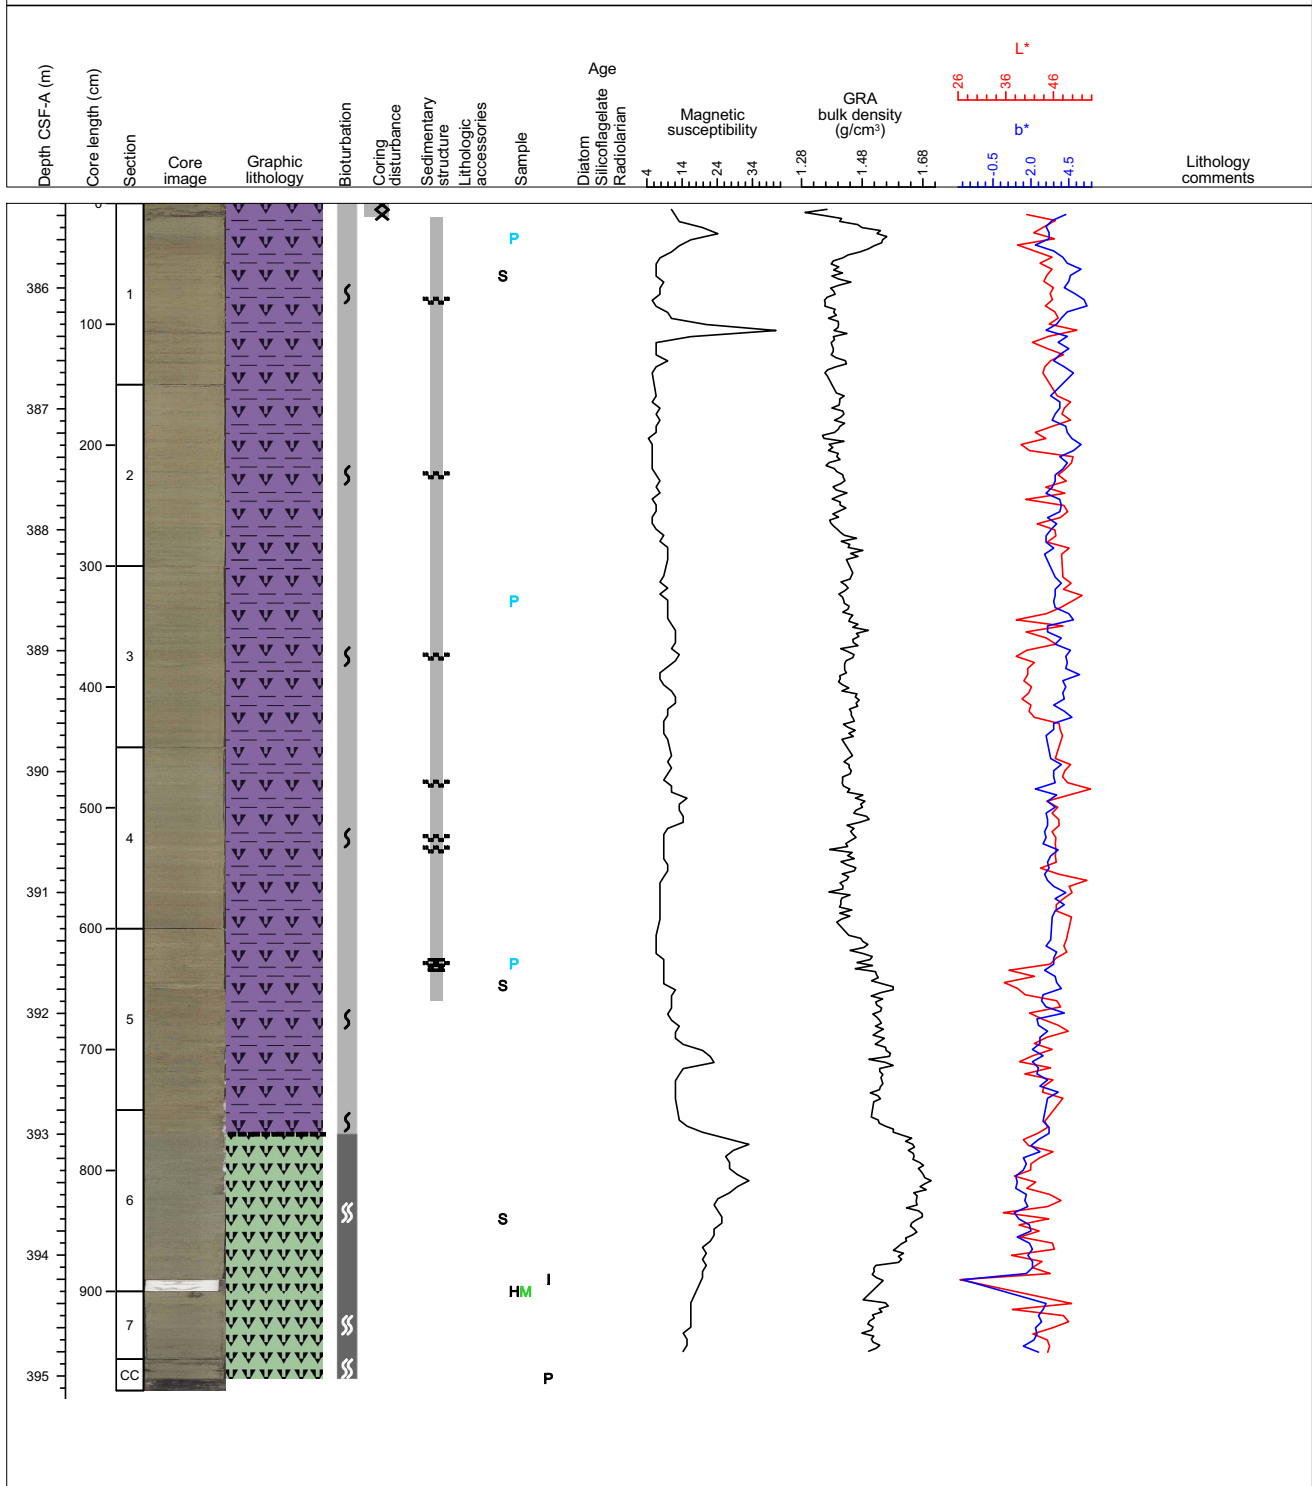 Depth CSF-A (m)
Core length (cm)
Section
Core image
Graphic lithology
Bioturbation
Coring disturbance
Sedimentary structure
Lithologic accessories
Sample
Age
Diatom
Silicoflagelate
Radiolarian
Magnetic susceptibility
4 14 24 34
GRA bulk density (g/cm³)
1.28 1.48 1.68
L*
26 36 46
b*
-0.5 2.0 4.5
Lithology comments
0
P
S
386
1
100
387
200
2
388
300
P
389
3
400
390
500
4
391
600
P
S
392
5
700
393
800
6
S
394
I
900
HM
7
395
CC
P